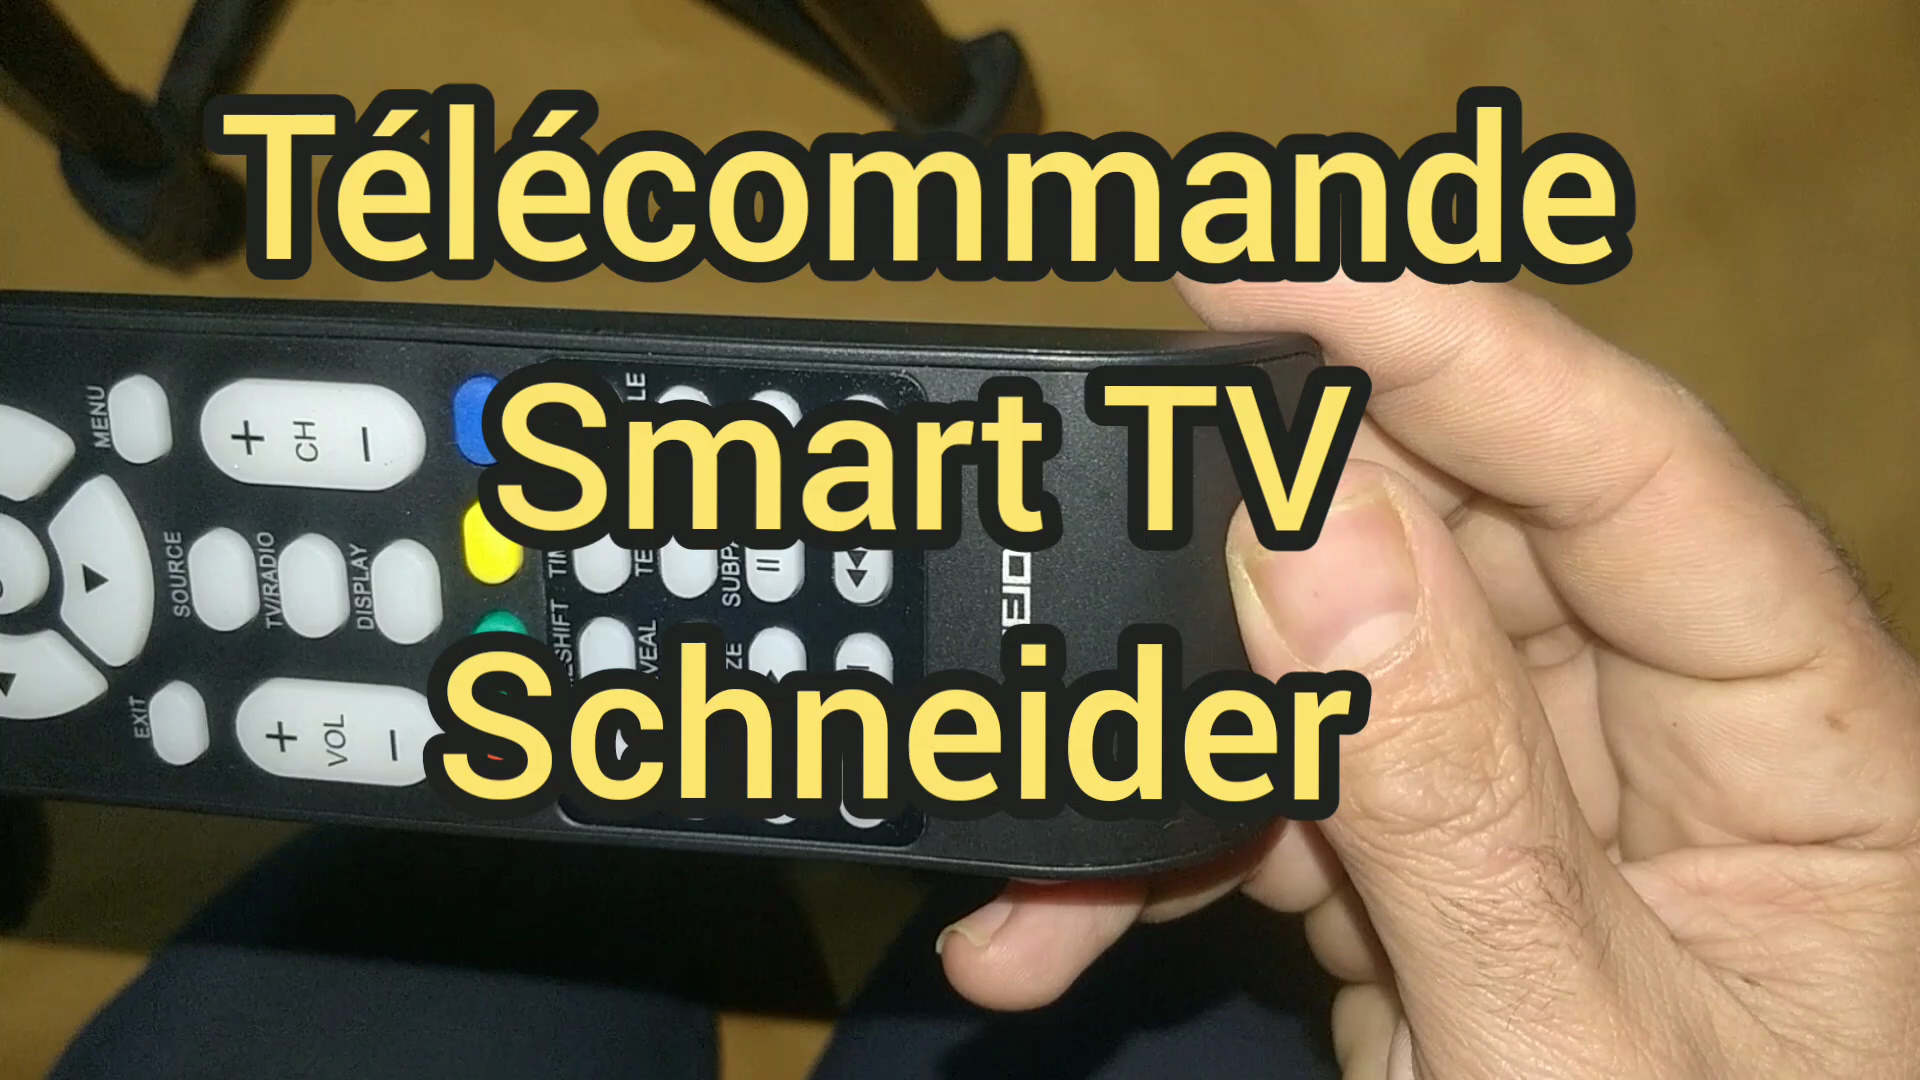 Télécommande
Smart TV
Schneider
MENU
+ CH -
SOURCE
TV/RADIO
DISPLAY
EXIT
+ VOL -